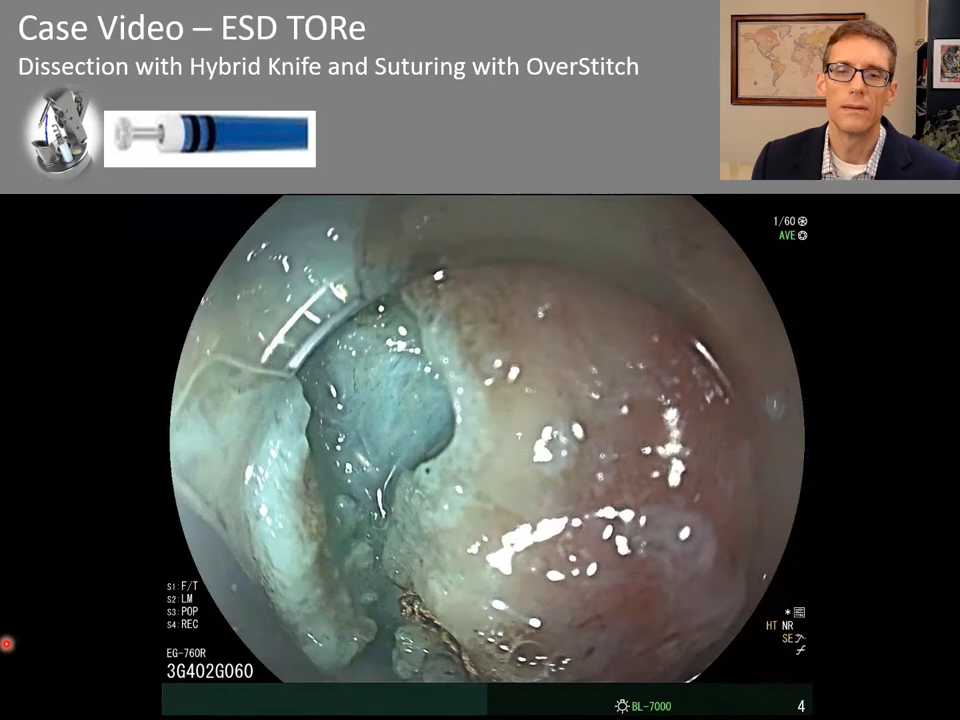 Case Video – ESD TORe
Dissection with Hybrid Knife and Suturing with OverStitch
1/60
AVE
S1: F/T
S2: LM
S3: POP
S4: REC
EG-760R
3G402G060
HT NR
SE
BL-7000
4